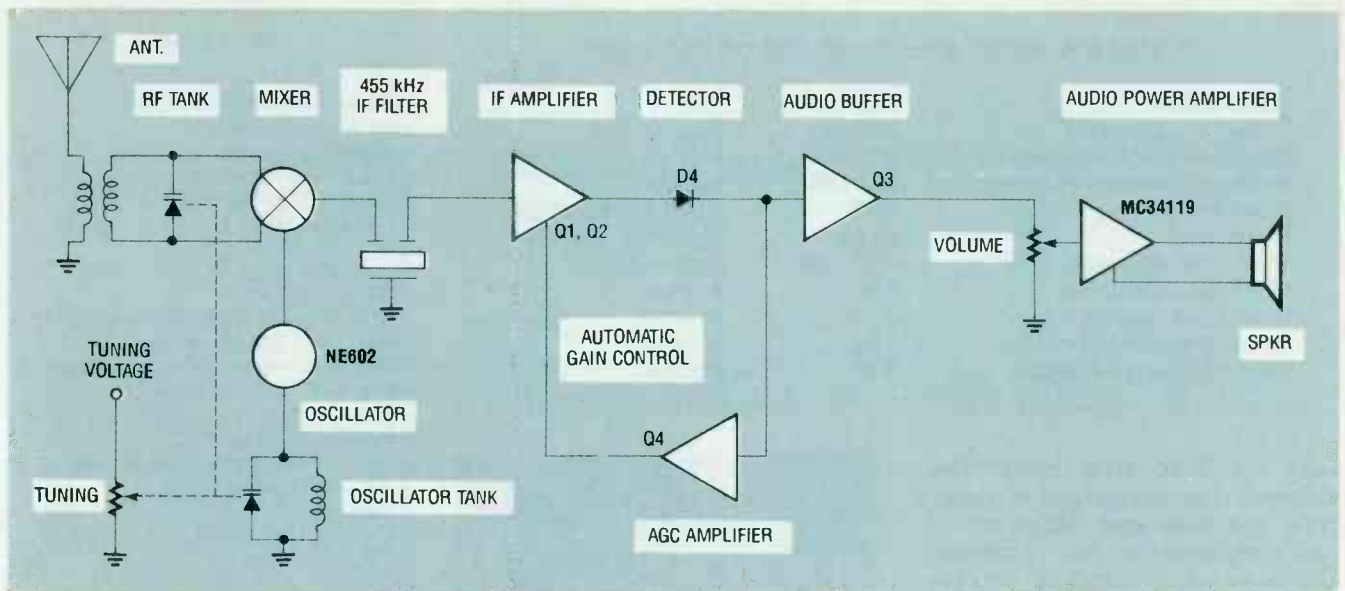 ANT.
RF TANK
MIXER
455 kHz
IF FILTER
IF AMPLIFIER
DETECTOR
AUDIO BUFFER
AUDIO POWER AMPLIFIER
D4
Q3
Q1, Q2
MC34119
VOLUME
SPKR
AUTOMATIC
GAIN CONTROL
TUNING
VOLTAGE
NE602
OSCILLATOR
Q4
TUNING
OSCILLATOR TANK
AGC AMPLIFIER